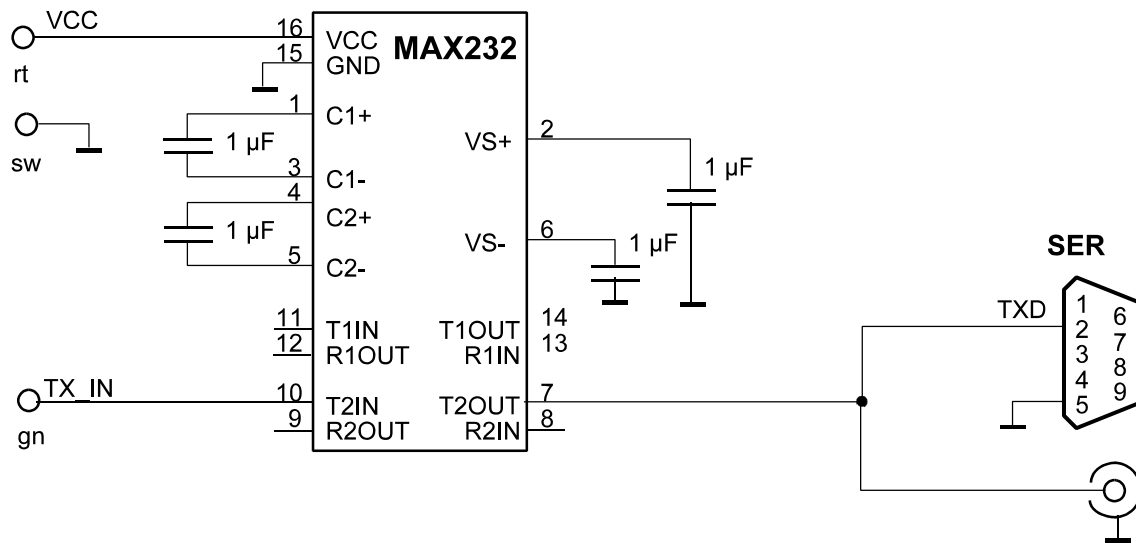 VCC
rt
sw
TX_IN
gn
MAX232
16 VCC
15 GND
1 C1+
1 µF
3 C1-
4 C2+
1 µF
5 C2-
11 T1IN
12 R1OUT
10 T2IN
9 R2OUT
VS+ 2
1 µF
VS- 6
1 µF
T1OUT 14
R1IN 13
T2OUT 7
R2IN 8
SER
TXD
1
2
3
4
5
6
7
8
9